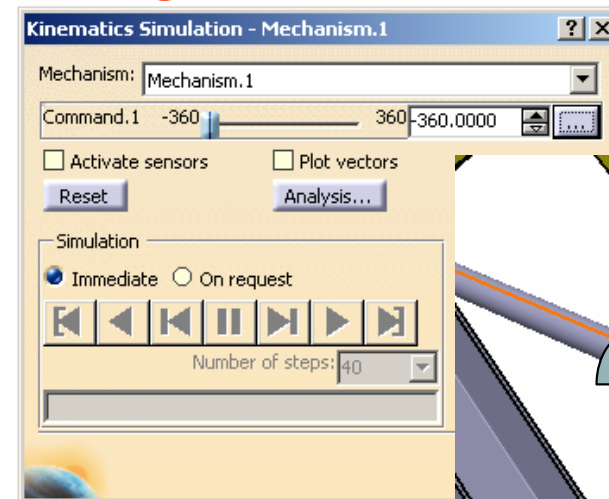 Kinematics Simulation - Mechanism.1
Mechanism: Mechanism.1
Command.1 -360 360 -360.0000 ...
Activate sensors Plot vectors
Reset Analysis...
Simulation
Immediate On request
Number of steps: 40